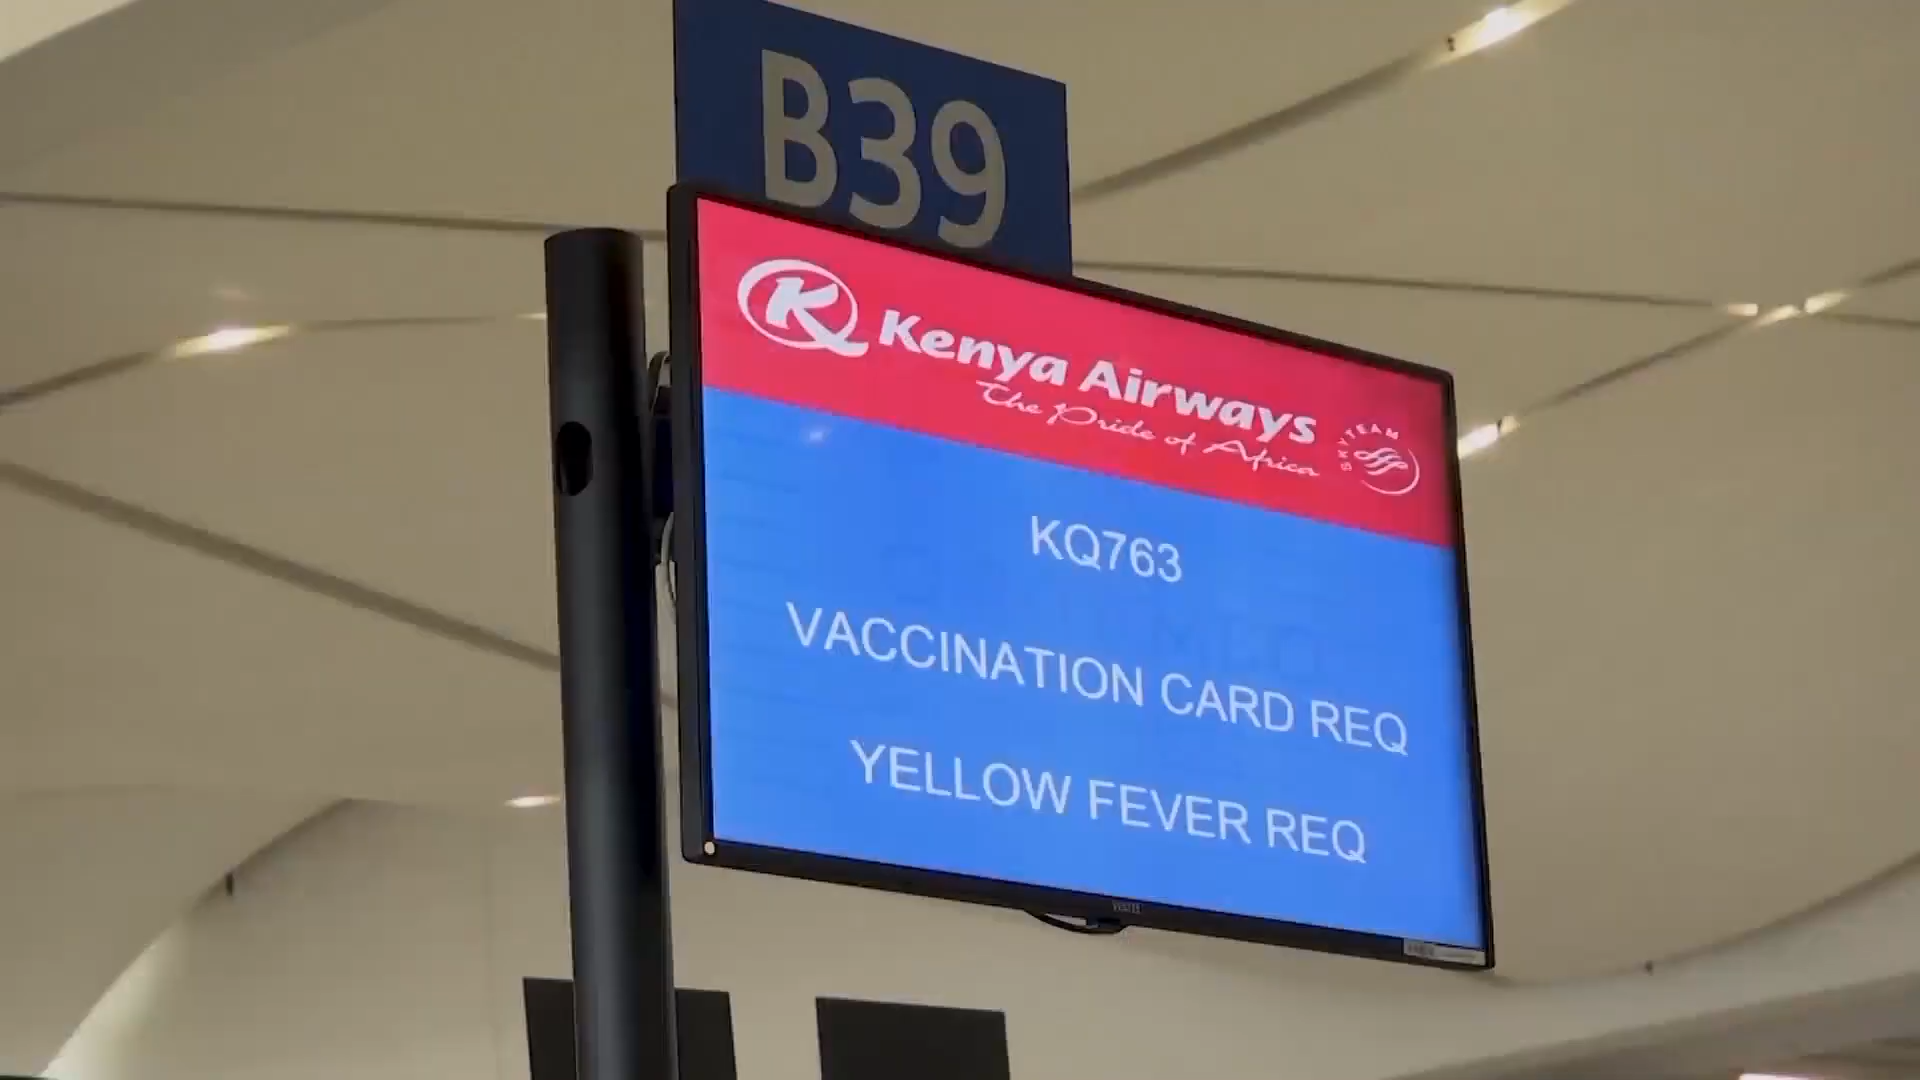 B39
Kenya Airways
The Pride of Africa
SKYTEAM
KQ763
VACCINATION CARD REQ
YELLOW FEVER REQ